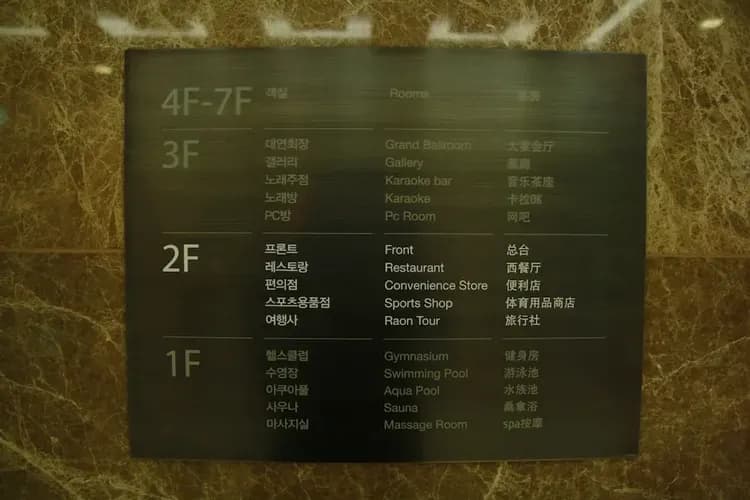 4F-7F 객실 Rooms 客房
3F 대연회장 Grand Ballroom 大宴会厅
갤러리 Gallery 画廊
노래주점 Karaoke bar 音乐茶座
노래방 Karaoke 卡拉OK
PC방 Pc Room 网吧
2F 프론트 Front 总台
레스토랑 Restaurant 西餐厅
편의점 Convenience Store 便利店
스포츠용품점 Sports Shop 体育用品商店
여행사 Raon Tour 旅行社
1F 헬스클럽 Gymnasium 健身房
수영장 Swimming Pool 游泳池
아쿠아풀 Aqua Pool 水族池
사우나 Sauna 桑拿浴
마사지실 Massage Room spa按摩